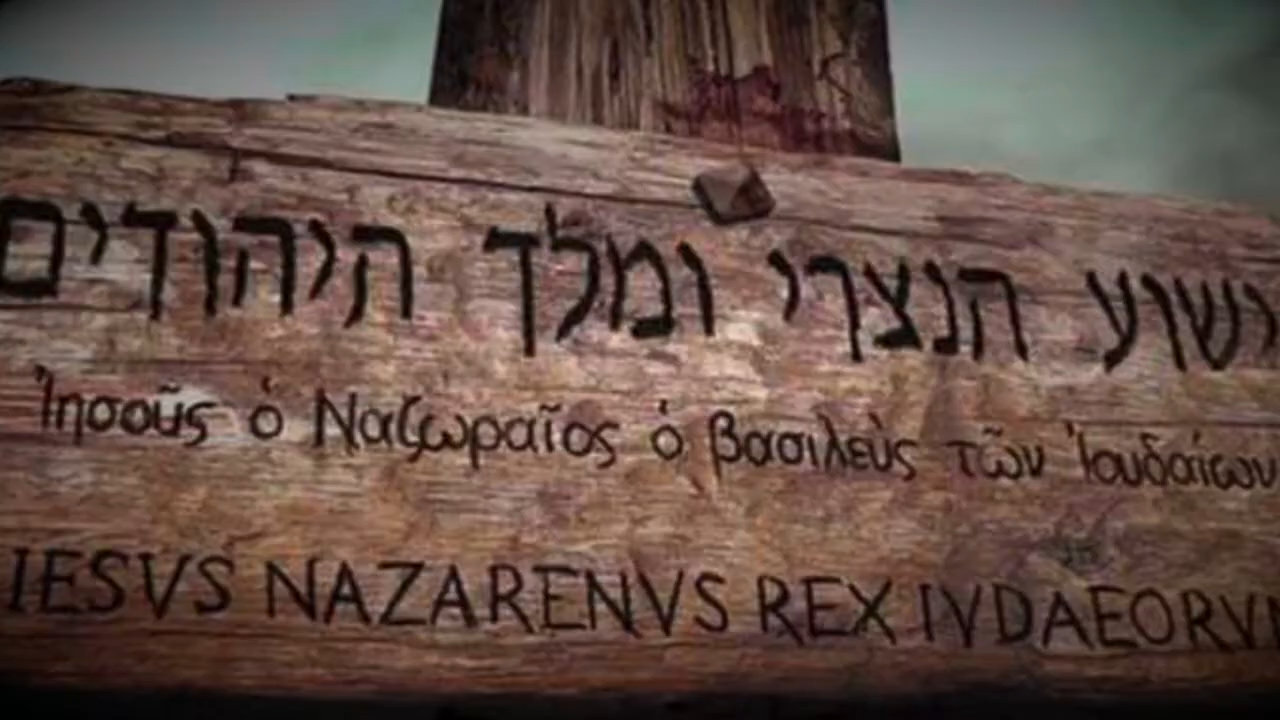 ישוע הנצרי ומלך היהודים
Ἰησοῦς ὁ Ναζωραῖος ὁ βασιλεὺς τῶν Ἰουδαίων
IESVS NAZARENVS REX IVDAEORVM